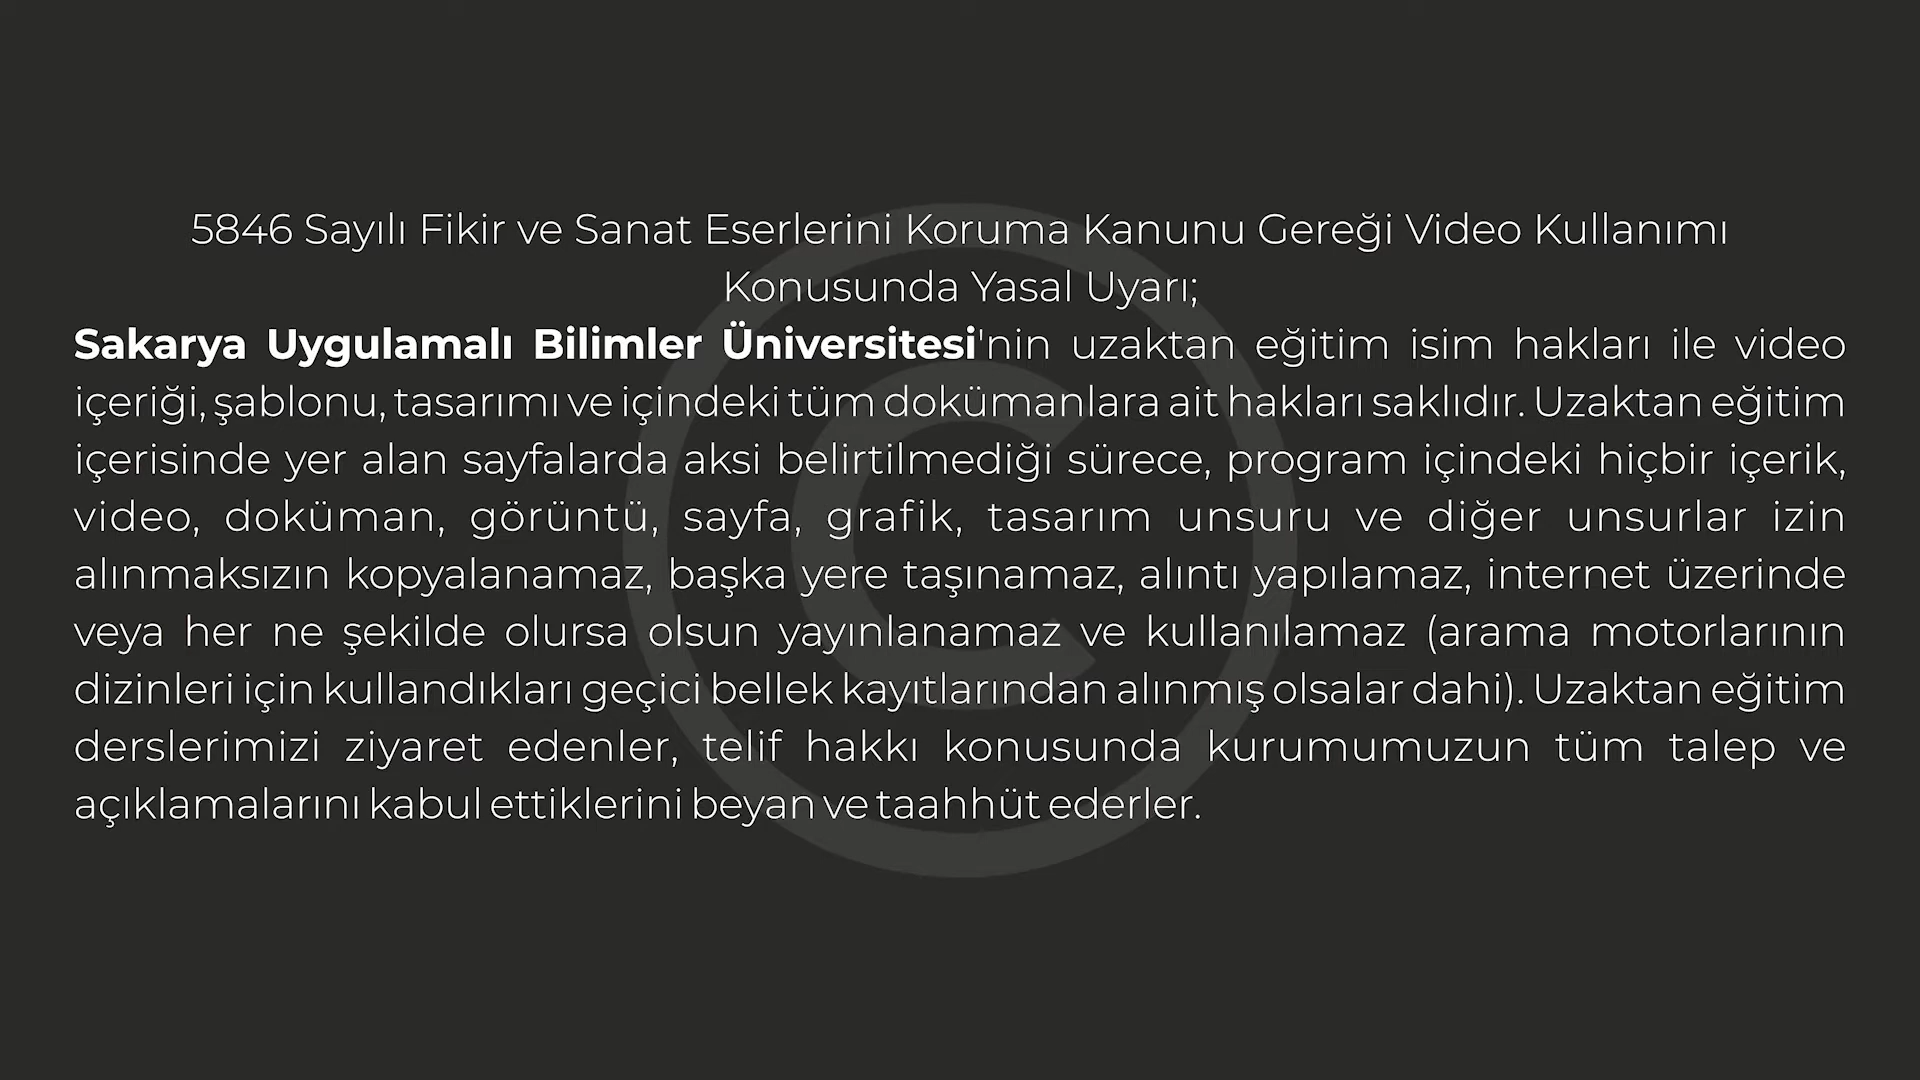 5846 Sayılı Fikir ve Sanat Eserlerini Koruma Kanunu Gereği Video Kullanımı
Konusunda Yasal Uyarı;
Sakarya Uygulamalı Bilimler Üniversitesi'nin uzaktan eğitim isim hakları ile video
içeriği, şablonu, tasarımı ve içindeki tüm dokümanlara ait hakları saklıdır. Uzaktan eğitim
içerisinde yer alan sayfalarda aksi belirtilmediği sürece, program içindeki hiçbir içerik,
video, doküman, görüntü, sayfa, grafik, tasarım unsuru ve diğer unsurlar izin
alınmaksızın kopyalanamaz, başka yere taşınamaz, alıntı yapılamaz, internet üzerinde
veya her ne şekilde olursa olsun yayınlanamaz ve kullanılamaz (arama motorlarının
dizinleri için kullandıkları geçici bellek kayıtlarından alınmış olsalar dahi). Uzaktan eğitim
derslerimizi ziyaret edenler, telif hakkı konusunda kurumumuzun tüm talep ve
açıklamalarını kabul ettiklerini beyan ve taahhüt ederler.